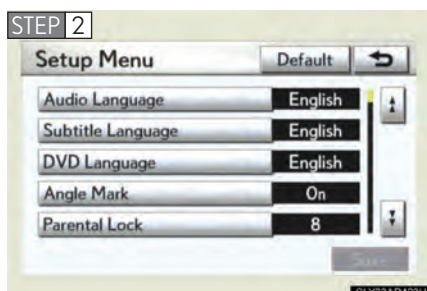 STEP 2
Setup Menu Default
Audio Language English
Subtitle Language English
DVD Language English
Angle Mark On
Parental Lock 8
Save